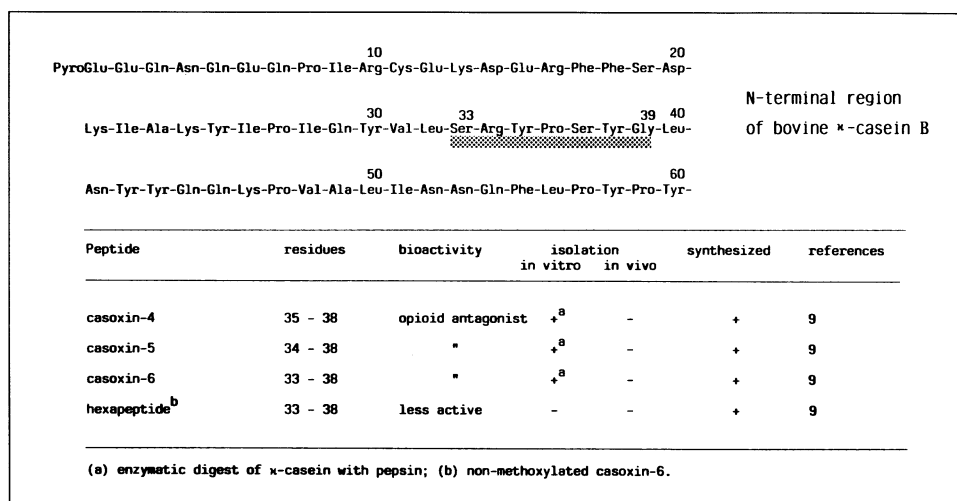 10 20
PyroGlu-Glu-Gln-Asn-Gln-Glu-Gln-Pro-Ile-Arg-Cys-Glu-Lys-Asp-Glu-Arg-Phe-Phe-Ser-Asp-
30 33 39 40
Lys-Ile-Ala-Lys-Tyr-Ile-Pro-Ile-Gln-Tyr-Val-Leu-Ser-Arg-Tyr-Pro-Ser-Tyr-Gly-Leu-
50 60
Asn-Tyr-Tyr-Gln-Gln-Lys-Pro-Val-Ala-Leu-Ile-Asn-Asn-Gln-Phe-Leu-Pro-Tyr-Pro-Tyr-
N-terminal region
of bovine ϰ-casein B
Peptide residues bioactivity isolation synthesized references
in vitro in vivo
casoxin-4 35 - 38 opioid antagonist +a - + 9
casoxin-5 34 - 38 " +a - + 9
casoxin-6 33 - 38 " +a - + 9
hexapeptideb 33 - 38 less active - - + 9
(a) enzymatic digest of ϰ-casein with pepsin; (b) non-methoxylated casoxin-6.